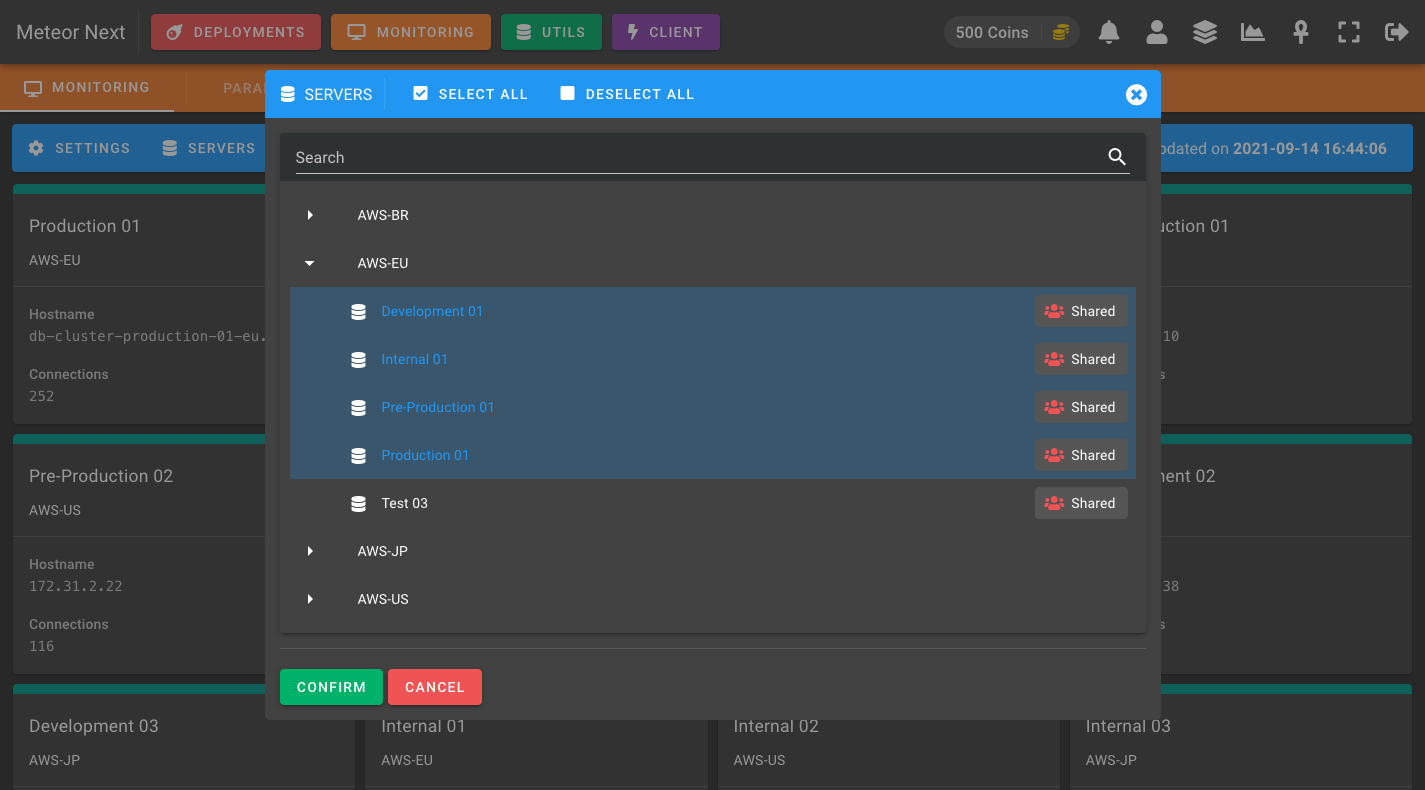 Meteor Next
DEPLOYMENTS
MONITORING
UTILS
CLIENT
500 Coins
MONITORING
SERVERS
SELECT ALL
DESELECT ALL
SETTINGS
SERVERS
on 2021-09-14 16:44:06
Search
AWS-BR
AWS-EU
Development 01
Shared
Internal 01
Shared
Pre-Production 01
Shared
Production 01
Shared
Test 03
Shared
AWS-JP
AWS-US
CONFIRM
CANCEL
Production 01
AWS-EU
Hostname
db-cluster-production-01-eu.
Connections
252
01
10
Pre-Production 02
AWS-US
Hostname
172.31.2.22
Connections
116
02
38
Development 03
AWS-JP
Internal 01
AWS-EU
Internal 02
AWS-US
Internal 03
AWS-JP